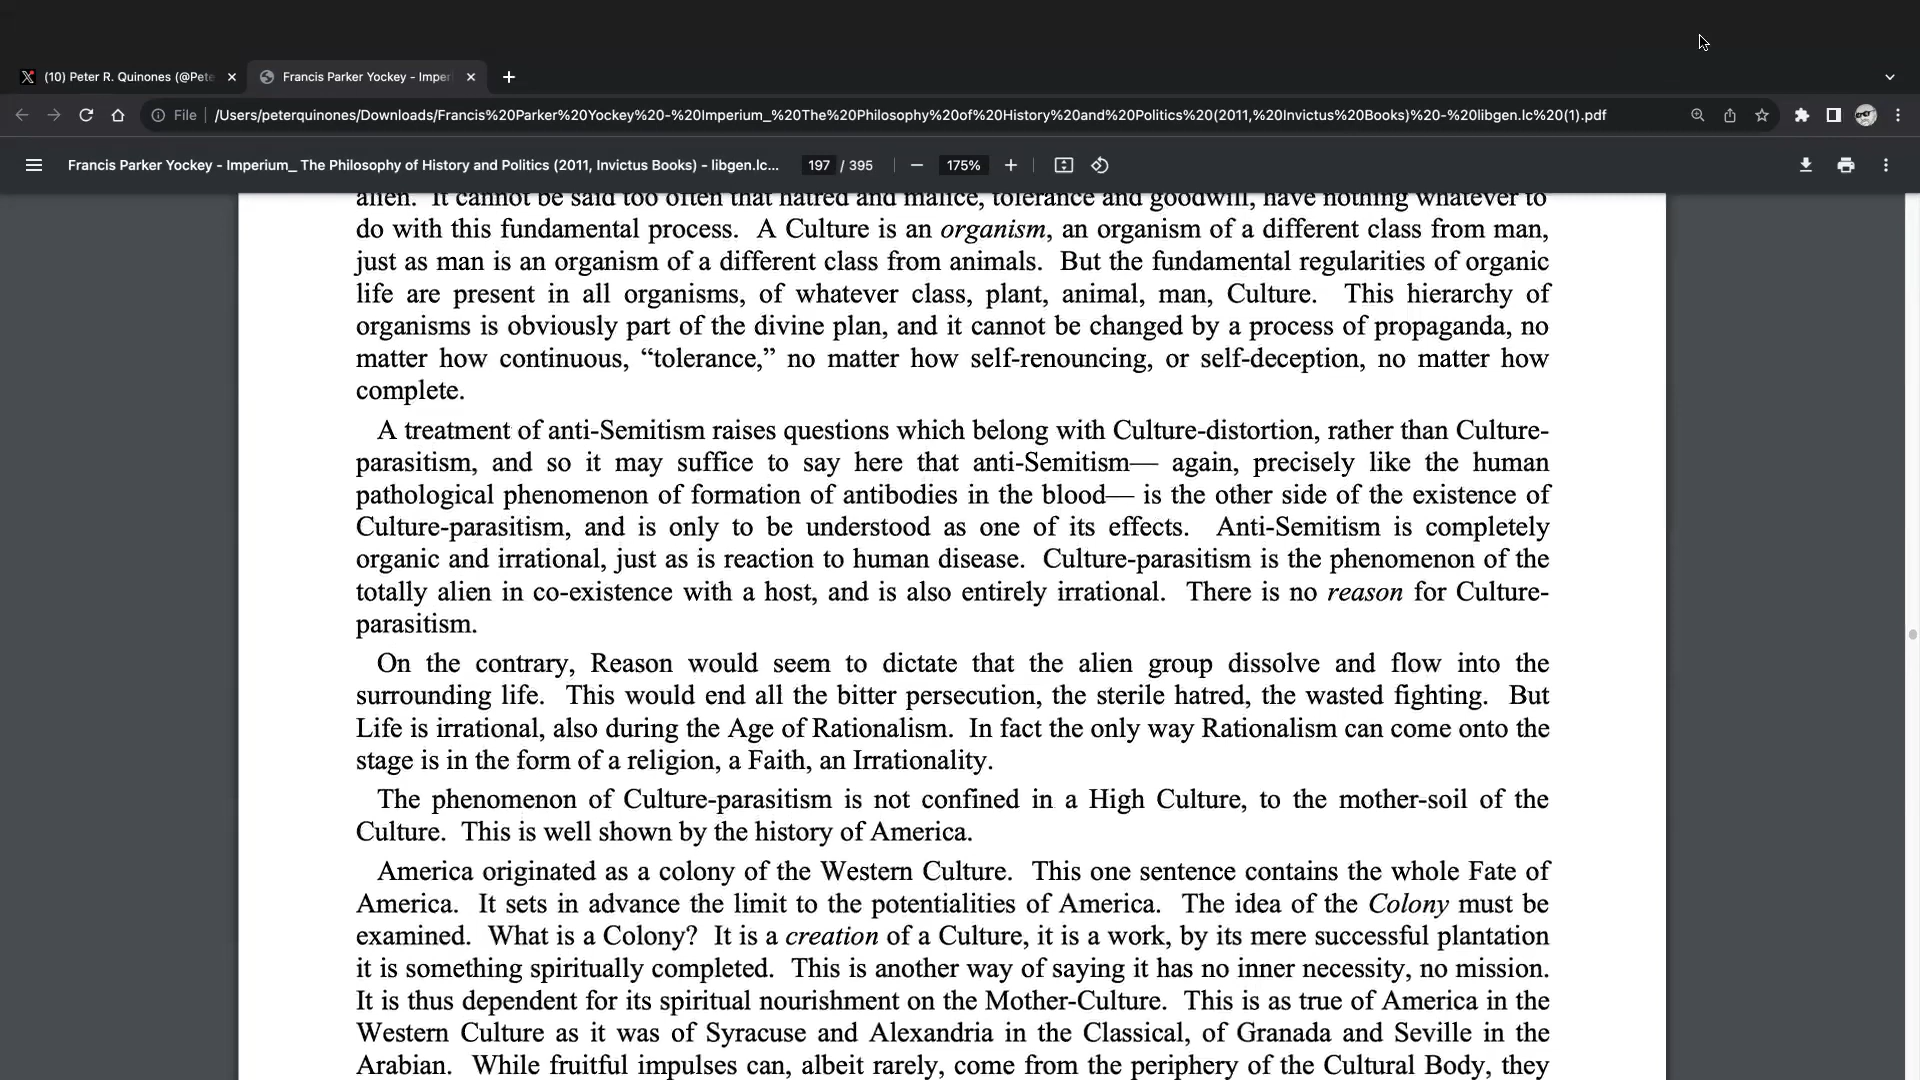 (10) Peter R. Quinones (@Pete
Francis Parker Yockey - Imper
File
/Users/peterquinones/Downloads/Francis%20Parker%20Yockey%20-%20Imperium_%20The%20Philosophy%20of%20History%20and%20Politics%20(2011,%20Invictus%20Books)%20-%20libgen.lc%20(1).pdf
Francis Parker Yockey - Imperium_ The Philosophy of History and Politics (2011, Invictus Books) - libgen.lc...
197 / 395
175%
alien. It cannot be said too often that hatred and malice, tolerance and goodwill, have nothing whatever to
do with this fundamental process. A Culture is an organism, an organism of a different class from man,
just as man is an organism of a different class from animals. But the fundamental regularities of organic
life are present in all organisms, of whatever class, plant, animal, man, Culture. This hierarchy of
organisms is obviously part of the divine plan, and it cannot be changed by a process of propaganda, no
matter how continuous, “tolerance,” no matter how self-renouncing, or self-deception, no matter how
complete.
A treatment of anti-Semitism raises questions which belong with Culture-distortion, rather than Culture-
parasitism, and so it may suffice to say here that anti-Semitism— again, precisely like the human
pathological phenomenon of formation of antibodies in the blood— is the other side of the existence of
Culture-parasitism, and is only to be understood as one of its effects. Anti-Semitism is completely
organic and irrational, just as is reaction to human disease. Culture-parasitism is the phenomenon of the
totally alien in co-existence with a host, and is also entirely irrational. There is no reason for Culture-
parasitism.
On the contrary, Reason would seem to dictate that the alien group dissolve and flow into the
surrounding life. This would end all the bitter persecution, the sterile hatred, the wasted fighting. But
Life is irrational, also during the Age of Rationalism. In fact the only way Rationalism can come onto the
stage is in the form of a religion, a Faith, an Irrationality.
The phenomenon of Culture-parasitism is not confined in a High Culture, to the mother-soil of the
Culture. This is well shown by the history of America.
America originated as a colony of the Western Culture. This one sentence contains the whole Fate of
America. It sets in advance the limit to the potentialities of America. The idea of the Colony must be
examined. What is a Colony? It is a creation of a Culture, it is a work, by its mere successful plantation
it is something spiritually completed. This is another way of saying it has no inner necessity, no mission.
It is thus dependent for its spiritual nourishment on the Mother-Culture. This is as true of America in the
Western Culture as it was of Syracuse and Alexandria in the Classical, of Granada and Seville in the
Arabian. While fruitful impulses can, albeit rarely, come from the periphery of the Cultural Body, they